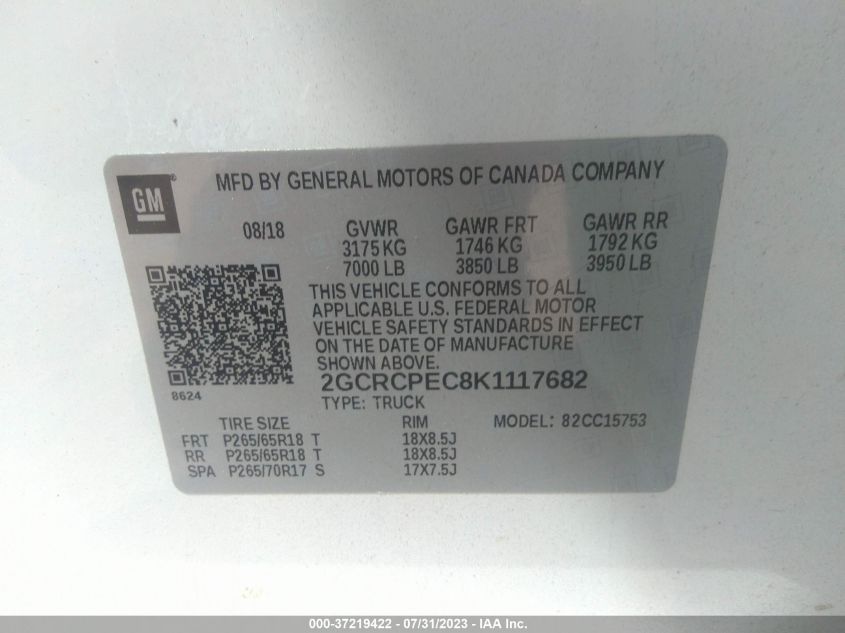 GM
MFD BY GENERAL MOTORS OF CANADA COMPANY
08/18 GVWR GAWR FRT GAWR RR
3175 KG 1746 KG 1792 KG
7000 LB 3850 LB 3950 LB
THIS VEHICLE CONFORMS TO ALL
APPLICABLE U.S. FEDERAL MOTOR
VEHICLE SAFETY STANDARDS IN EFFECT
ON THE DATE OF MANUFACTURE
SHOWN ABOVE.
8624
2GCRCPEC8K1117682
TYPE: TRUCK
TIRE SIZE RIM MODEL: 82CC15753
FRT P265/65R18 T 18X8.5J
RR P265/65R18 T 18X8.5J
SPA P265/70R17 S 17X7.5J
000-37219422 - 07/31/2023 - IAA Inc.